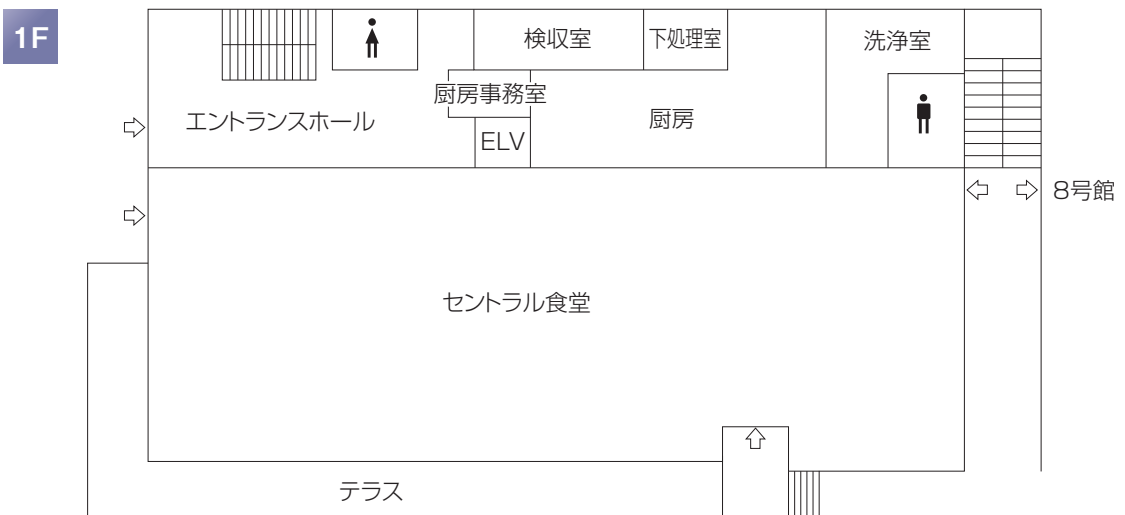 1F
検収室
下処理室
洗浄室
厨房事務室
エントランスホール
厨房
ELV
8号館
セントラル食堂
テラス